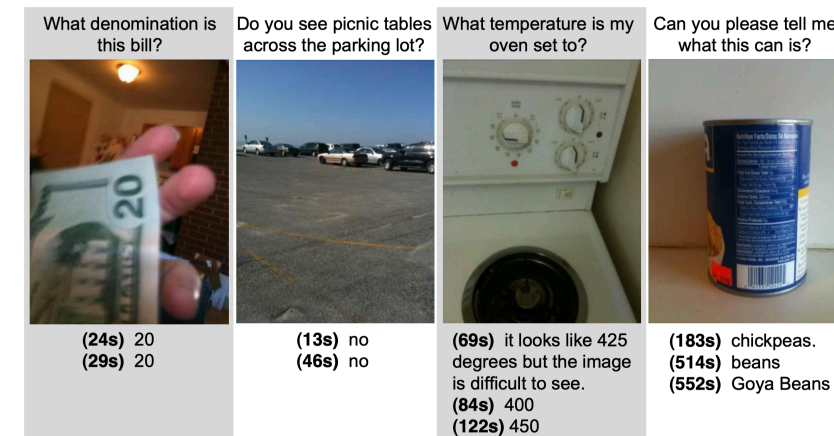 What denomination is
this bill?
20
(24s) 20
(29s) 20
Do you see picnic tables
across the parking lot?
(13s) no
(46s) no
What temperature is my
oven set to?
(69s) it looks like 425
degrees but the image
is difficult to see.
(84s) 400
(122s) 450
Can you please tell me
what this can is?
(183s) chickpeas.
(514s) beans
(552s) Goya Beans